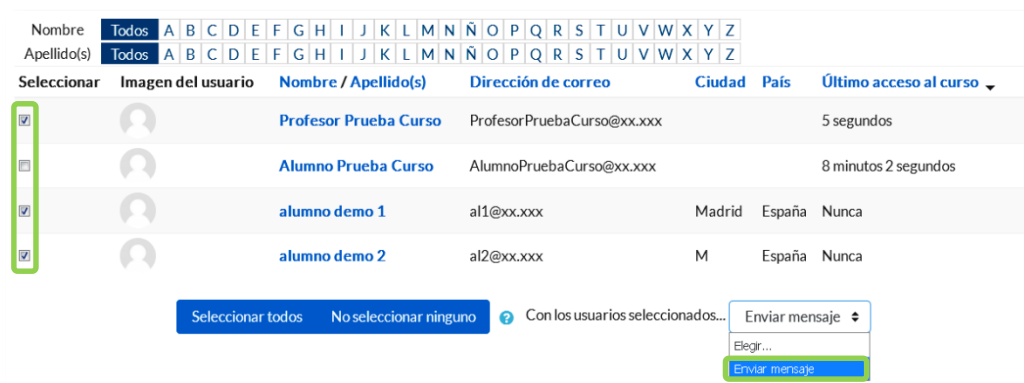 Nombre Todos A B C D E F G H I J K L M N Ñ O P Q R S T U V W X Y Z
Apellido(s) Todos A B C D E F G H I J K L M N Ñ O P Q R S T U V W X Y Z
Seleccionar Imagen del usuario Nombre / Apellido(s) Dirección de correo Ciudad País Último acceso al curso
Profesor Prueba Curso ProfesorPruebaCurso@xx.xxx 5 segundos
Alumno Prueba Curso AlumnoPruebaCurso@xx.xxx 8 minutos 2 segundos
alumno demo 1 al1@xx.xxx Madrid España Nunca
alumno demo 2 al2@xx.xxx M España Nunca
Seleccionar todos No seleccionar ninguno ? Con los usuarios seleccionados... Enviar mensaje
Elegir...
Enviar mensaje